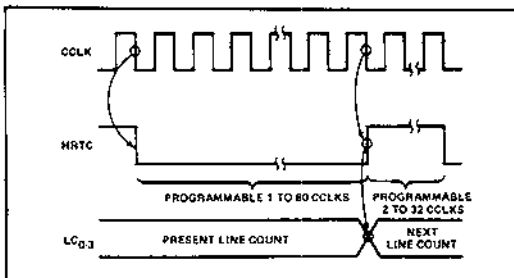 CCLK
HRTC
PROGRAMMABLE 1 TO 80 CCLKS
PROGRAMMABLE
2 TO 32 CCLKS
LC0-3
PRESENT LINE COUNT
NEXT
LINE COUNT